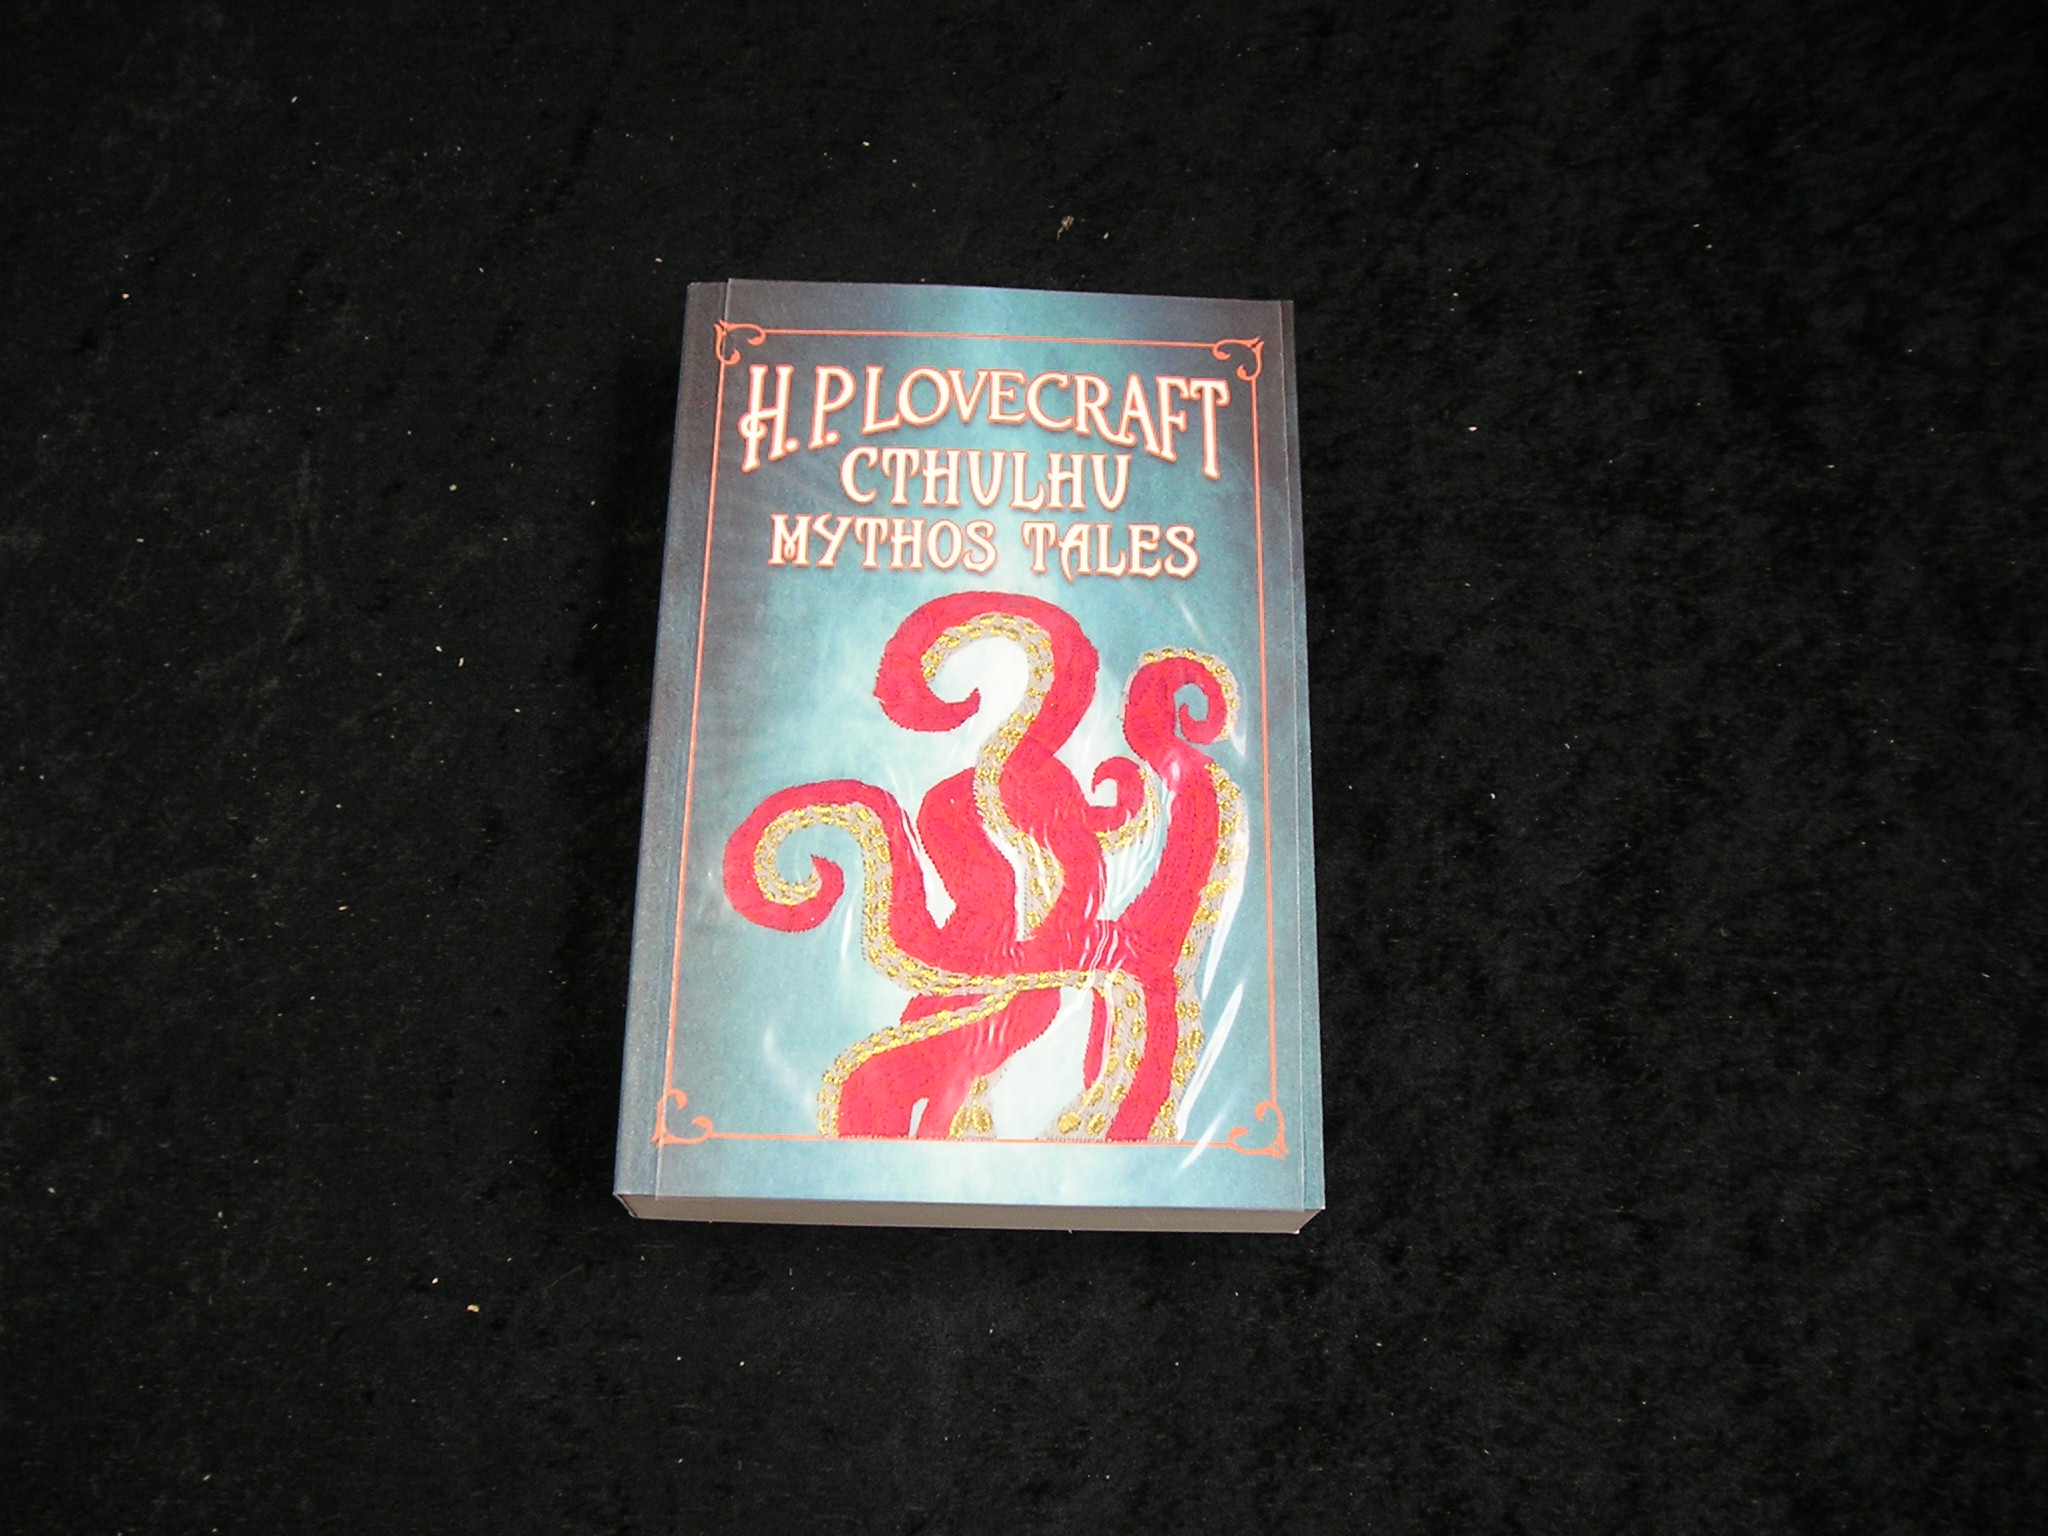 H. P. LOVECRAFT
CTHULHU
MYTHOS TALES